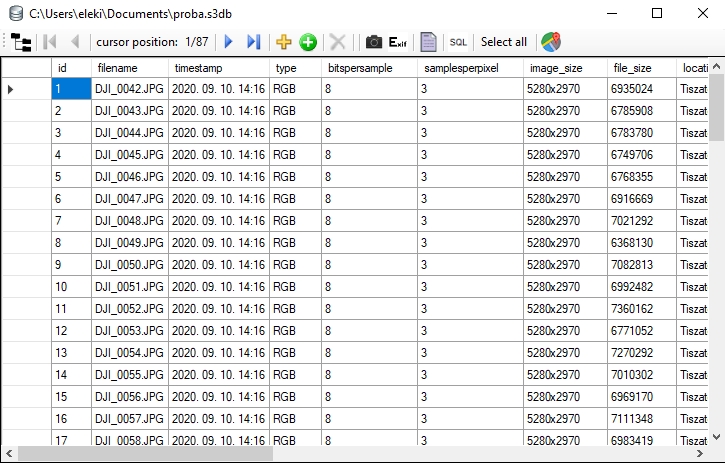 C:\Users\eleki\Documents\proba.s3db
cursor position: 1/87 Exif SQL Select all
id filename timestamp type bitspersample samplesperpixel image_size file_size locati
1 DJI_0042.JPG 2020. 09. 10. 14:16 RGB 8 3 5280x2970 6935024 Tiszat
2 DJI_0043.JPG 2020. 09. 10. 14:16 RGB 8 3 5280x2970 6785908 Tiszat
3 DJI_0044.JPG 2020. 09. 10. 14:16 RGB 8 3 5280x2970 6783780 Tiszat
4 DJI_0045.JPG 2020. 09. 10. 14:16 RGB 8 3 5280x2970 6749706 Tiszat
5 DJI_0046.JPG 2020. 09. 10. 14:16 RGB 8 3 5280x2970 6768355 Tiszat
6 DJI_0047.JPG 2020. 09. 10. 14:16 RGB 8 3 5280x2970 6916669 Tiszat
7 DJI_0048.JPG 2020. 09. 10. 14:16 RGB 8 3 5280x2970 7021292 Tiszat
8 DJI_0049.JPG 2020. 09. 10. 14:16 RGB 8 3 5280x2970 6368130 Tiszat
9 DJI_0050.JPG 2020. 09. 10. 14:16 RGB 8 3 5280x2970 7082813 Tiszat
10 DJI_0051.JPG 2020. 09. 10. 14:16 RGB 8 3 5280x2970 6992482 Tiszat
11 DJI_0052.JPG 2020. 09. 10. 14:16 RGB 8 3 5280x2970 7360162 Tiszat
12 DJI_0053.JPG 2020. 09. 10. 14:16 RGB 8 3 5280x2970 6771052 Tiszat
13 DJI_0054.JPG 2020. 09. 10. 14:16 RGB 8 3 5280x2970 7270292 Tiszat
14 DJI_0055.JPG 2020. 09. 10. 14:16 RGB 8 3 5280x2970 7010302 Tiszat
15 DJI_0056.JPG 2020. 09. 10. 14:16 RGB 8 3 5280x2970 6969170 Tiszat
16 DJI_0057.JPG 2020. 09. 10. 14:16 RGB 8 3 5280x2970 7111348 Tiszat
17 DJI_0058.JPG 2020. 09. 10. 14:16 RGB 8 3 5280x2970 6983419 Tiszat